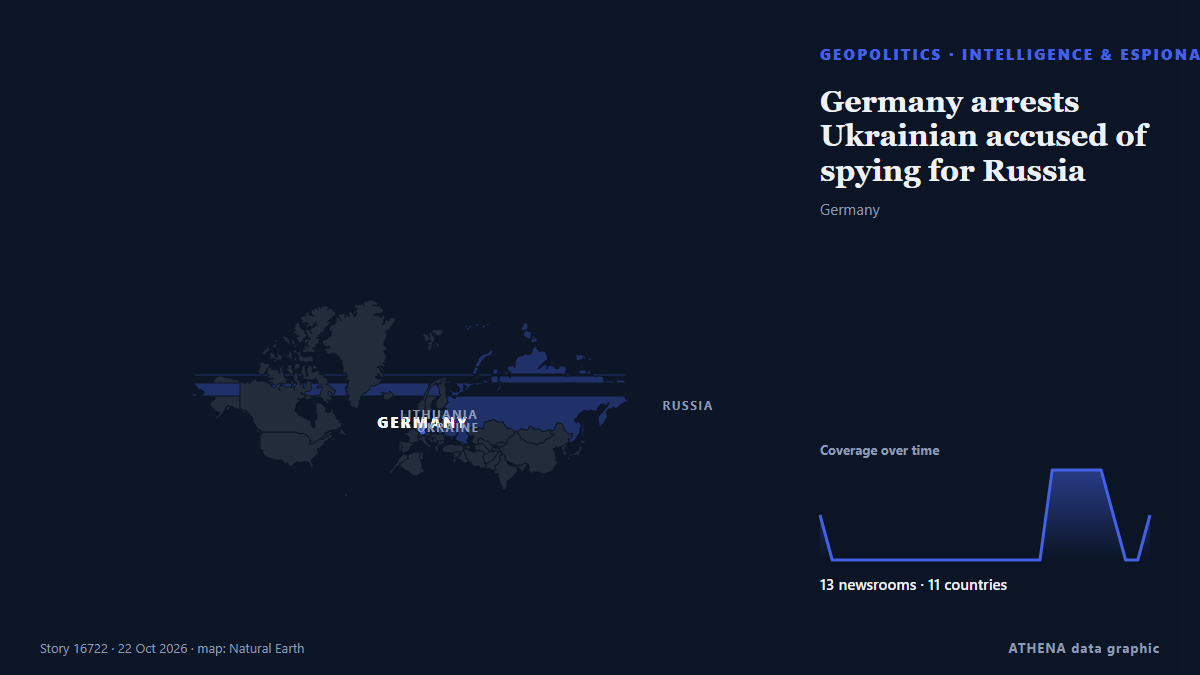 GEOPOLITICS · INTELLIGENCE & ESPIONA
Germany arrests
Ukrainian accused of
spying for Russia
Germany
LITHUANIA
GERMANY
UKRAINE
RUSSIA
Coverage over time
13 newsrooms · 11 countries
Story 16722 · 22 Oct 2026 · map: Natural Earth
ATHENA data graphic